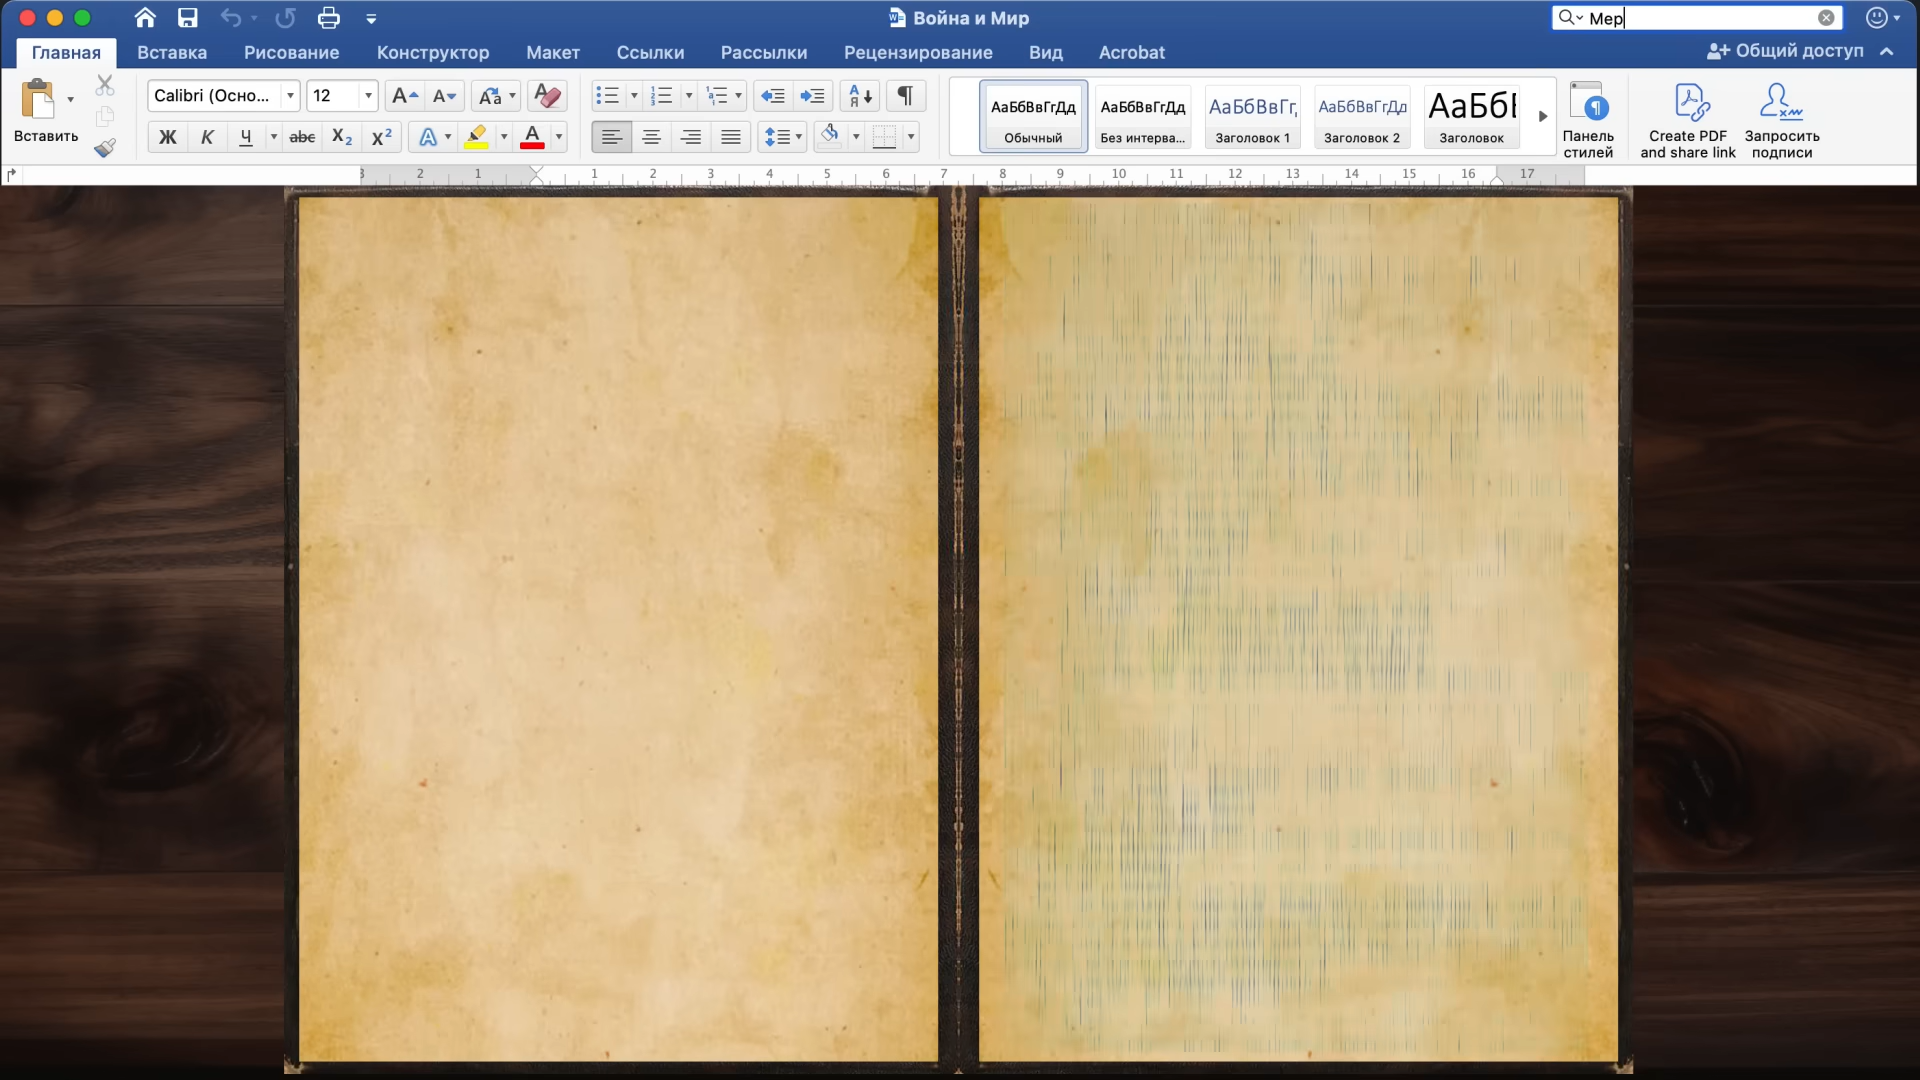 Война и Мир
Мер
Главная Вставка Рисование Конструктор Макет Ссылки Рассылки Рецензирование Вид Acrobat Общий доступ
Вставить
Calibri (Осно... 12
Ж К Ч abc X2 X2
АаБбВвГгДд АаБбВвГгДд АаБбВвГг, АаБбВвГгДд АаБбВ
Обычный Без интерва... Заголовок 1 Заголовок 2 Заголовок
Панель стилей
Create PDF and share link
Запросить подписи
3 2 1 1 2 3 4 5 6 7 8 9 10 11 12 13 14 15 16 17